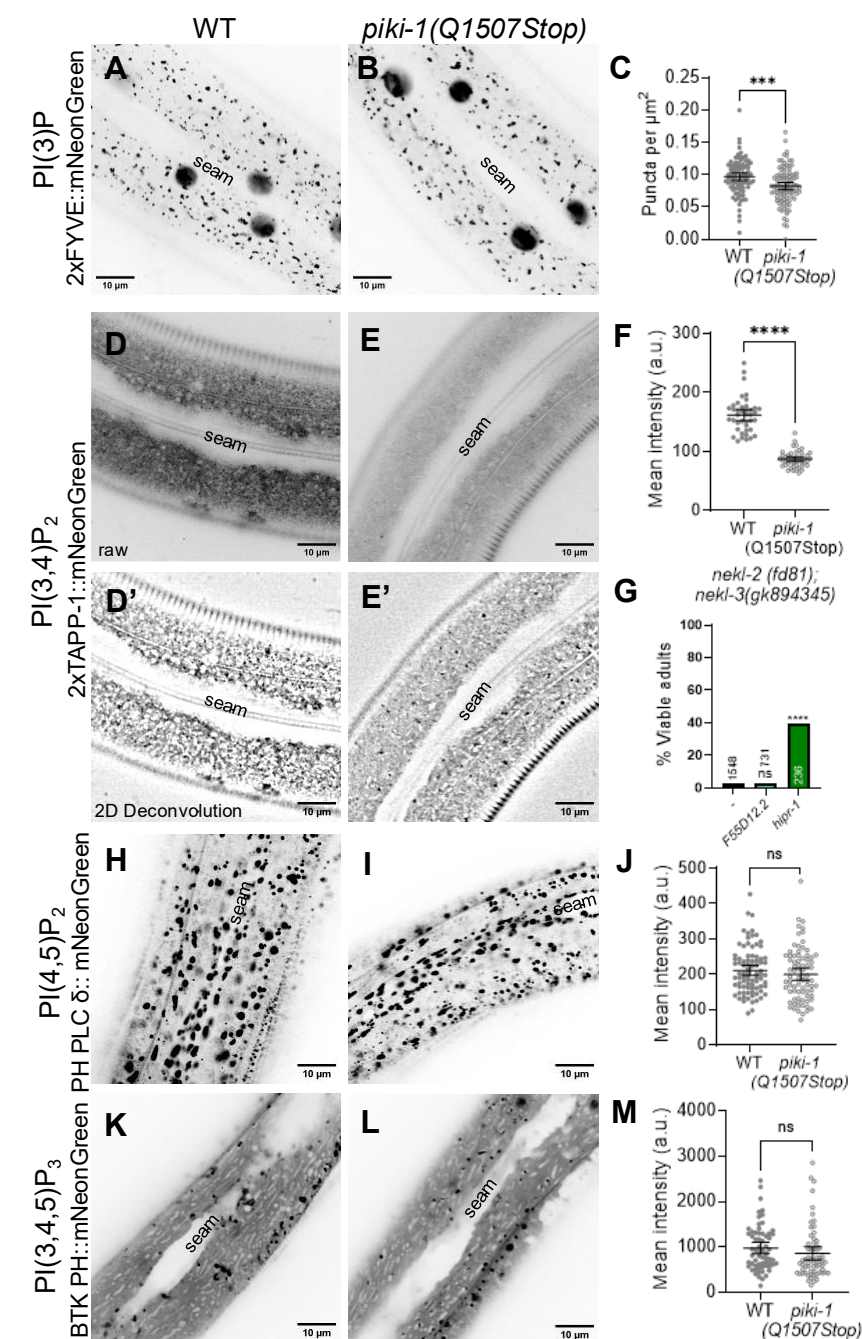 WT
piki-1(Q1507Stop)
PI(3)P
2xFYVE::mNeonGreen
A
seam
10 µm
B
seam
10 µm
C
Puncta per µm²
0.25
0.20
0.15
0.10
0.05
0.00
***
WT
piki-1
(Q1507Stop)
PI(3,4)P₂
2xTAPP-1::mNeonGreen
D
seam
raw
10 µm
E
seam
10 µm
F
Mean intensity (a.u.)
300
200
100
0
****
WT
piki-1
(Q1507Stop)
D’
seam
2D Deconvolution
10 µm
E’
seam
10 µm
G
nekl-2 (fd81);
nekl-3(gk894345)
% Viable adults
100
80
60
40
20
0
1548
731
ns
****
236
-
F55D12.2
hipr-1
PI(4,5)P₂
PH PLC δ:: mNeonGreen
H
seam
10 µm
I
seam
10 µm
J
Mean intensity (a.u.)
500
400
300
200
100
0
ns
WT
piki-1
(Q1507Stop)
PI(3,4,5)P₃
BTK PH::mNeonGreen
K
seam
10 µm
L
seam
10 µm
M
Mean intensity (a.u.)
4000
3000
2000
1000
0
ns
WT
piki-1
(Q1507Stop)